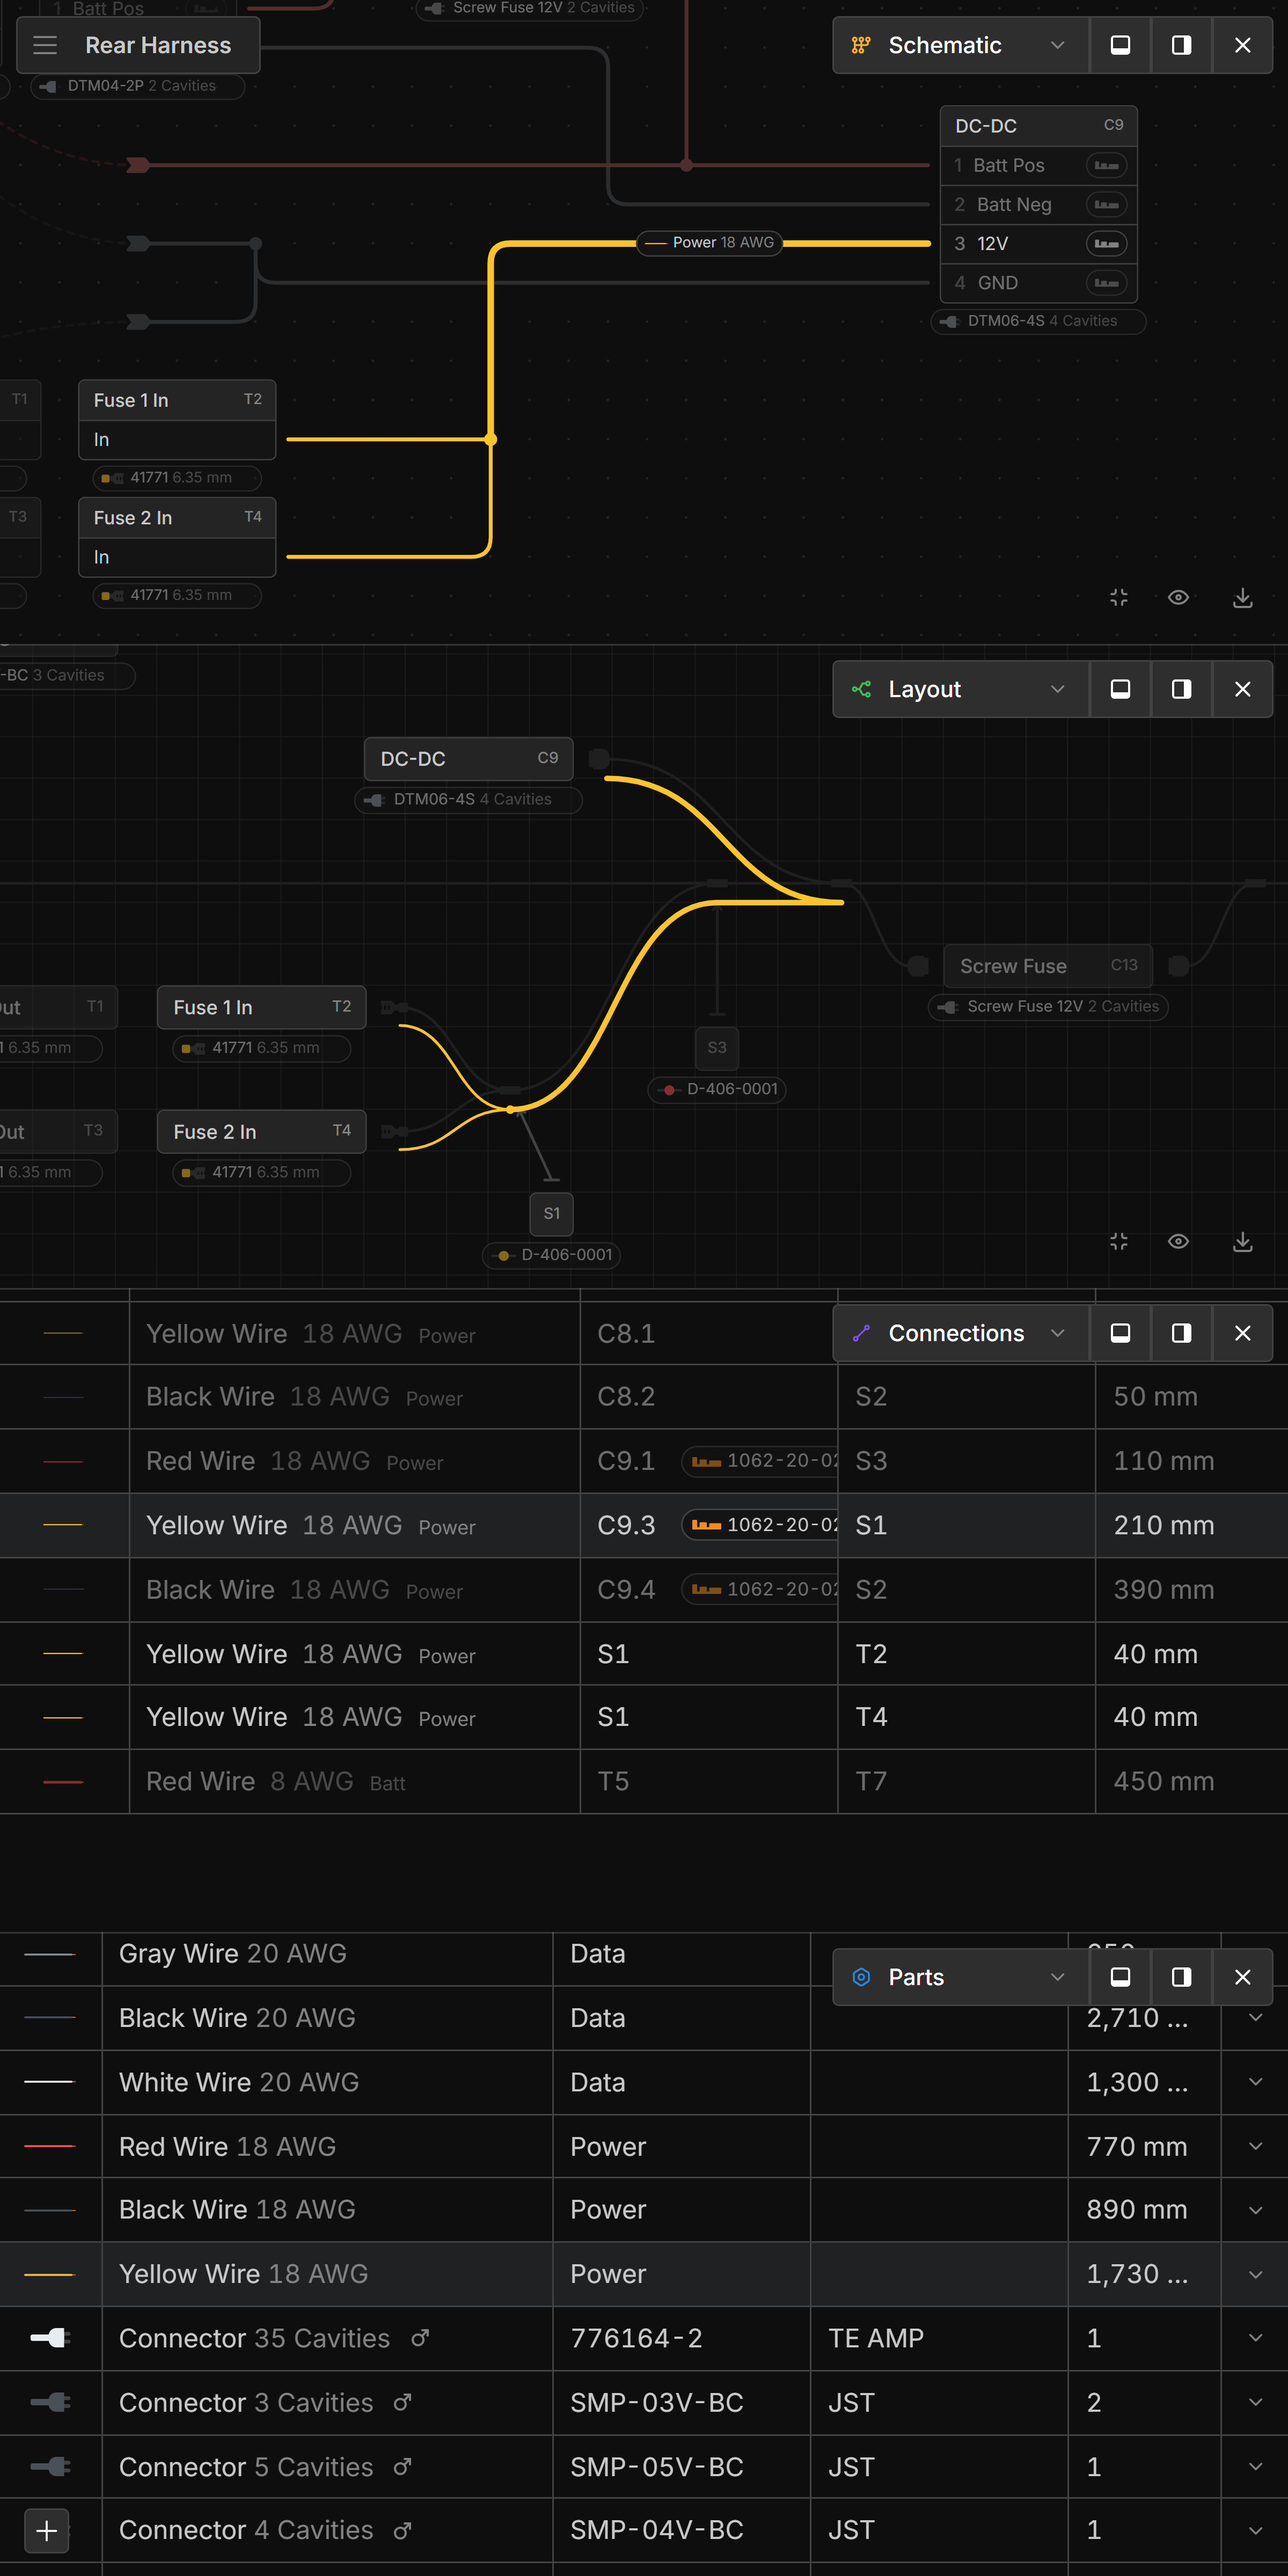 1 Batt Pos
Screw Fuse 12V 2 Cavities
Rear Harness
Schematic
DTM04-2P 2 Cavities
DC-DC C9
1 Batt Pos
2 Batt Neg
3 12V
4 GND
DTM06-4S 4 Cavities
Power 18 AWG
T1
Fuse 1 In T2
In
41771 6.35 mm
T3
Fuse 2 In T4
In
41771 6.35 mm
-BC 3 Cavities
Layout
DC-DC C9
DTM06-4S 4 Cavities
Screw Fuse C13
Screw Fuse 12V 2 Cavities
Out T1
1 6.35 mm
Fuse 1 In T2
41771 6.35 mm
S3
D-406-0001
Out T3
1 6.35 mm
Fuse 2 In T4
41771 6.35 mm
S1
D-406-0001
Yellow Wire 18 AWG Power C8.1
Connections
Black Wire 18 AWG Power C8.2 S2 50 mm
Red Wire 18 AWG Power C9.1 1062-20-02 S3 110 mm
Yellow Wire 18 AWG Power C9.3 1062-20-02 S1 210 mm
Black Wire 18 AWG Power C9.4 1062-20-02 S2 390 mm
Yellow Wire 18 AWG Power S1 T2 40 mm
Yellow Wire 18 AWG Power S1 T4 40 mm
Red Wire 8 AWG Batt T5 T7 450 mm
Gray Wire 20 AWG Data
Parts
Black Wire 20 AWG Data 2,710 ...
White Wire 20 AWG Data 1,300 ...
Red Wire 18 AWG Power 770 mm
Black Wire 18 AWG Power 890 mm
Yellow Wire 18 AWG Power 1,730 ...
Connector 35 Cavities ♂ 776164-2 TE AMP 1
Connector 3 Cavities ♂ SMP-03V-BC JST 2
Connector 5 Cavities ♂ SMP-05V-BC JST 1
Connector 4 Cavities ♂ SMP-04V-BC JST 1